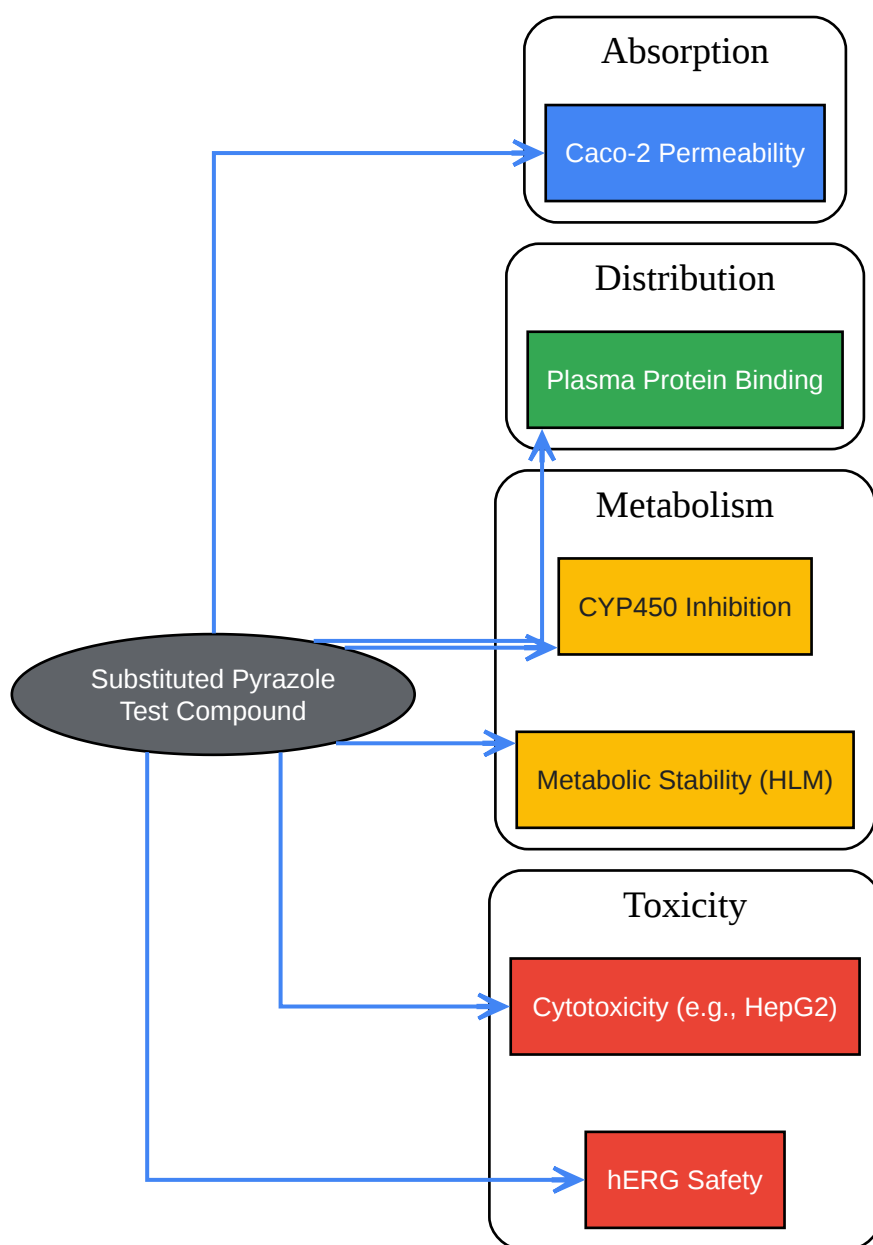 Absorption
Caco-2 Permeability
Distribution
Plasma Protein Binding
Metabolism
CYP450 Inhibition
Substituted Pyrazole
Test Compound
Metabolic Stability (HLM)
Toxicity
Cytotoxicity (e.g., HepG2)
hERG Safety